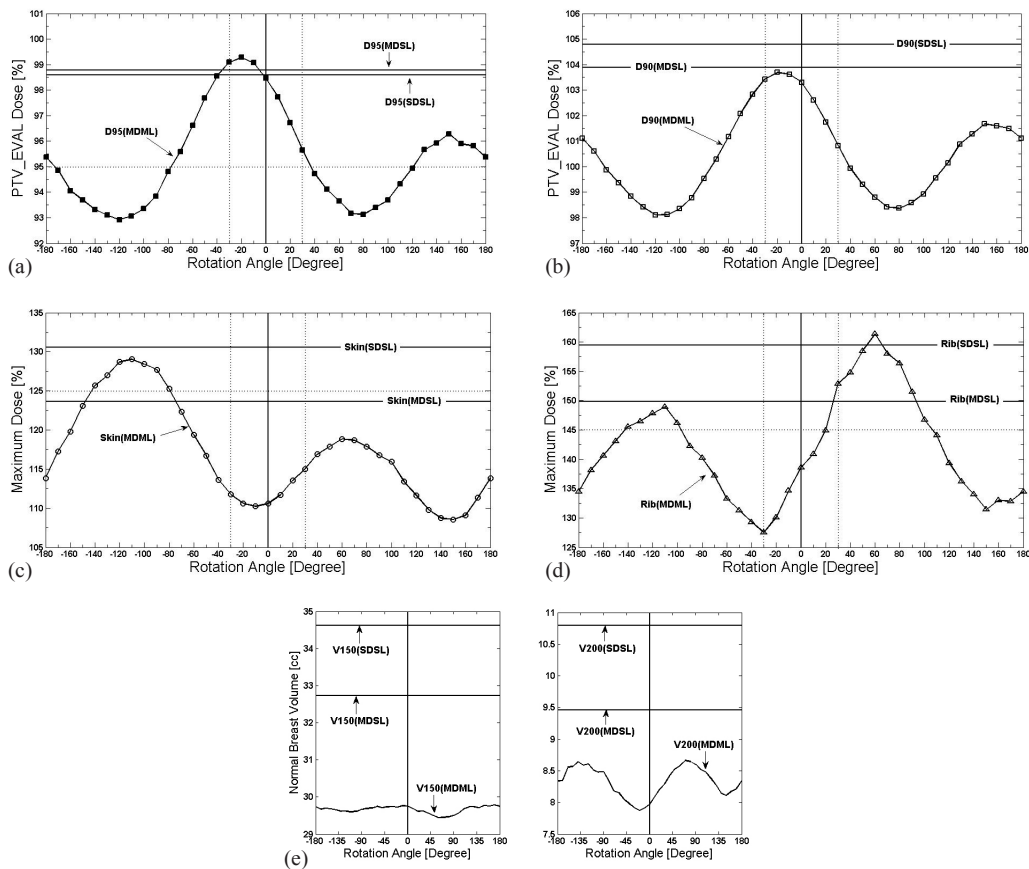 101
100
99
98
97
96
95
94
93
92
PTV_EVAL Dose [%]
D95(MDSL)
D95(SDSL)
D95(MDML)
-180 -160 -140 -120 -100 -80 -60 -40 -20 0 20 40 60 80 100 120 140 160 180
Rotation Angle [Degree]
(a)
106
105
104
103
102
101
100
99
98
97
PTV_EVAL Dose [%]
D90(SDSL)
D90(MDSL)
D90(MDML)
-180 -160 -140 -120 -100 -80 -60 -40 -20 0 20 40 60 80 100 120 140 160 180
Rotation Angle [Degree]
(b)
135
130
125
120
115
110
105
Maximum Dose [%]
Skin(SDSL)
Skin(MDSL)
Skin(MDML)
-180 -160 -140 -120 -100 -80 -60 -40 -20 0 20 40 60 80 100 120 140 160 180
Rotation Angle [Degree]
(c)
165
160
155
150
145
140
135
130
125
Maximum Dose [%]
Rib(SDSL)
Rib(MDSL)
Rib(MDML)
-180 -160 -140 -120 -100 -80 -60 -40 -20 0 20 40 60 80 100 120 140 160 180
Rotation Angle [Degree]
(d)
35
34
33
32
31
30
29
Normal Breast Volume [cc]
V150(SDSL)
V150(MDSL)
V150(MDML)
-180 -135 -90 -45 0 45 90 135 180
Rotation Angle [Degree]
11
10.5
10
9.5
9
8.5
8
7.5
V200(SDSL)
V200(MDSL)
V200(MDML)
-180 -135 -90 -45 0 45 90 135 180
Rotation Angle [Degree]
(e)